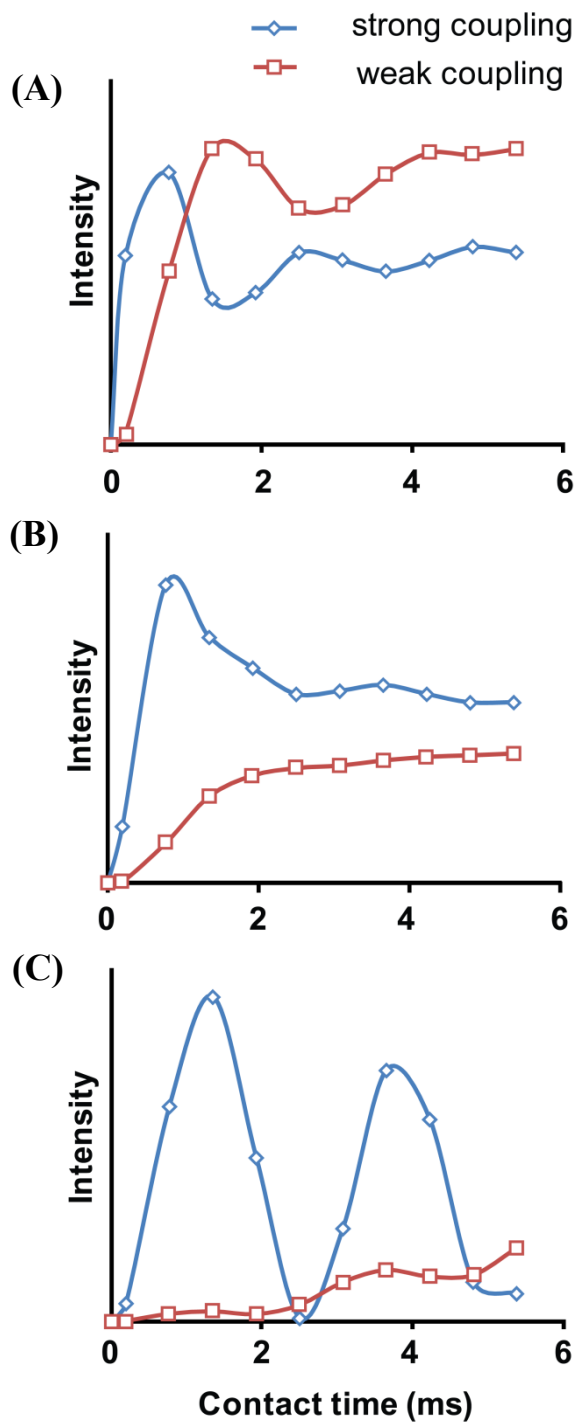 strong coupling
weak coupling
(A)
Intensity
0 2 4 6
(B)
Intensity
0 2 4 6
(C)
Intensity
0 2 4 6
Contact time (ms)